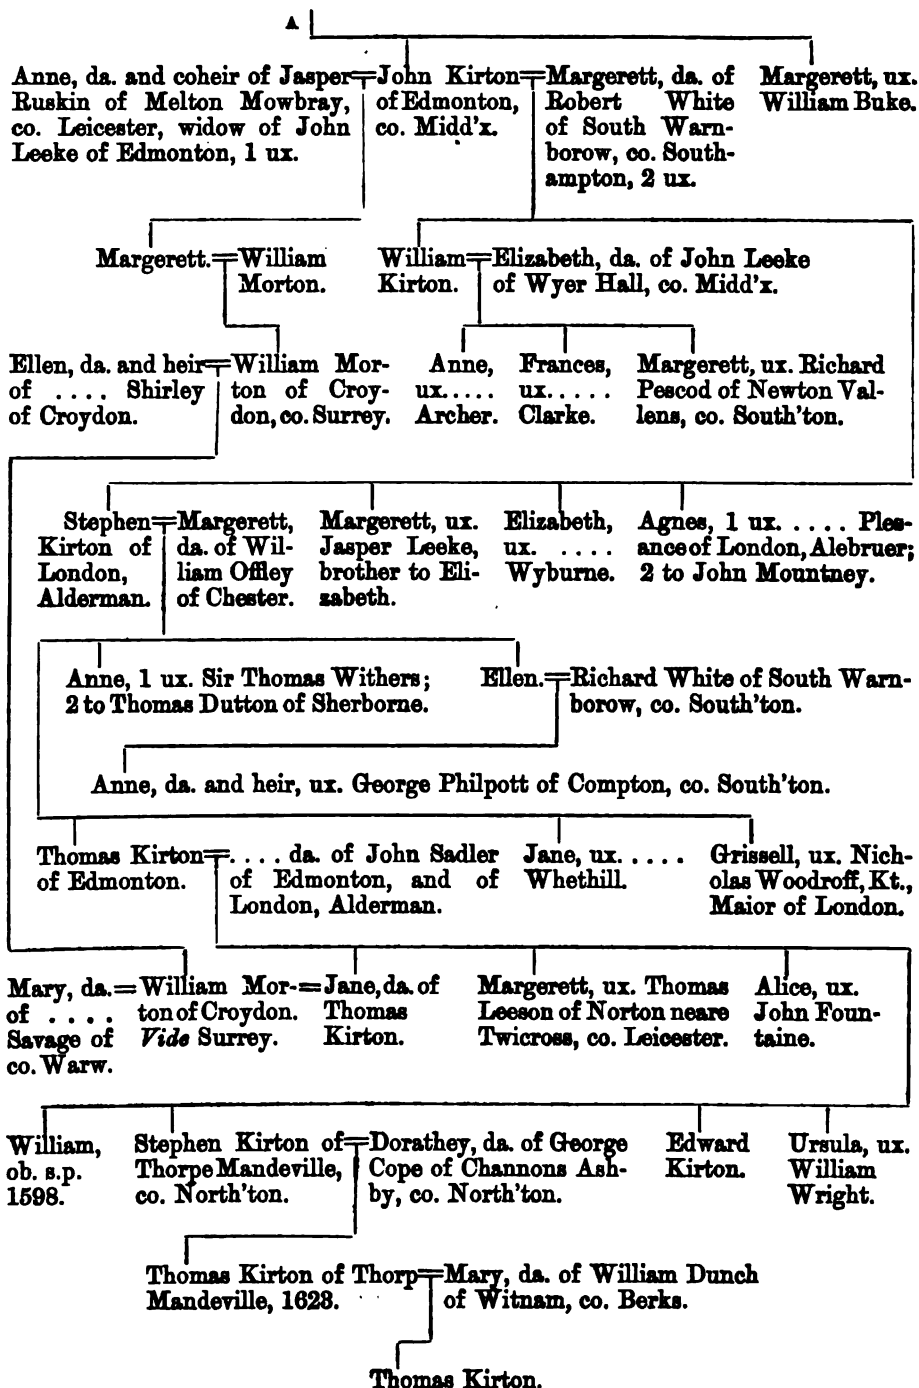 A
Anne, da. and coheir of Jasper
Ruskin of Melton Mowbray,
co. Leicester, widow of John
Leeke of Edmonton, 1 ux.
John Kirton
of Edmonton,
co. Midd'x.
Margerett, da. of
Robert White
of South Warn-
borow, co. South-
ampton, 2 ux.
Margerett, ux.
William Buke.
Margerett.
William
Morton.
William
Kirton.
Elizabeth, da. of John Leeke
of Wyer Hall, co. Midd'x.
Ellen, da. and heir
of .... Shirley
of Croydon.
William Mor-
ton of Croy-
don, co. Surrey.
Anne,
ux.....
Archer.
Frances,
ux.....
Clarke.
Margerett, ux. Richard
Pescod of Newton Val-
lens, co. South'ton.
Stephen
Kirton of
London,
Alderman.
Margerett,
da. of Wil-
liam Offley
of Chester.
Margerett, ux.
Jasper Leeke,
brother to Eli-
zabeth.
Elizabeth,
ux. ....
Wyburne.
Agnes, 1 ux. .... Ples-
ance of London, Alebruer;
2 to John Mountney.
Anne, 1 ux. Sir Thomas Withers;
2 to Thomas Dutton of Sherborne.
Ellen.
Richard White of South Warn-
borow, co. South'ton.
Anne, da. and heir, ux. George Philpott of Compton, co. South'ton.
Thomas Kirton
of Edmonton.
.... da. of John Sadler
of Edmonton, and of
London, Alderman.
Jane, ux.....
Whethill.
Grissell, ux. Nich-
olas Woodroff, Kt.,
Maior of London.
Mary, da.
of ....
Savage of
co. Warw.
William Mor-
ton of Croydon.
Vide Surrey.
Jane, da. of
Thomas
Kirton.
Margerett, ux. Thomas
Leeson of Norton neare
Twicross, co. Leicester.
Alice, ux.
John Foun-
taine.
William,
ob. s.p.
1598.
Stephen Kirton of
Thorpe Mandeville,
co. North'ton.
Dorathey, da. of George
Cope of Channons Ash-
by, co. North'ton.
Edward
Kirton.
Ursula, ux.
William
Wright.
Thomas Kirton of Thorp
Mandeville, 1623.
Mary, da. of William Dunch
of Witnam, co. Berks.
Thomas Kirton.